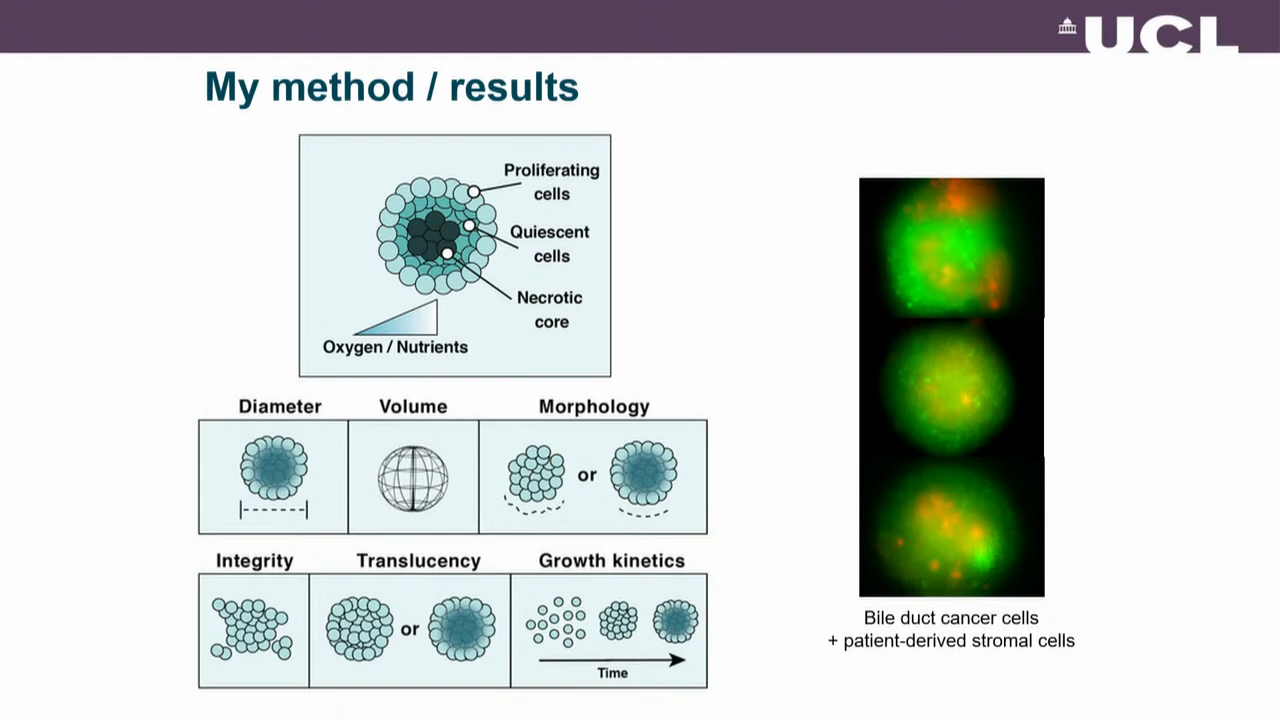 UCL
My method / results
Proliferating
cells
Quiescent
cells
Necrotic
core
Oxygen / Nutrients
Diameter
Volume
Morphology
or
Integrity
Translucency
Growth kinetics
or
Time
Bile duct cancer cells
+ patient-derived stromal cells